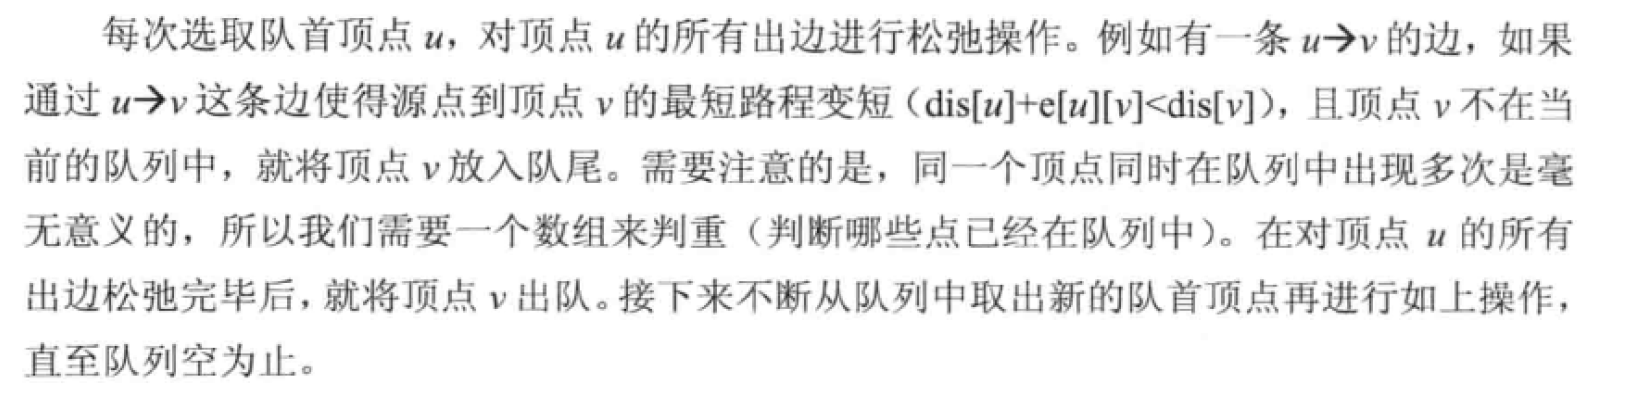 每次选取队首顶点 u，对顶点 u 的所有出边进行松弛操作。例如有一条 u→v 的边，如果
通过 u→v 这条边使得源点到顶点 v 的最短路程变短（dis[u]+e[u][v]<dis[v]），且顶点 v 不在当
前的队列中，就将顶点 v 放入队尾。需要注意的是，同一个顶点同时在队列中出现多次是毫
无意义的，所以我们需要一个数组来判重（判断哪些点已经在队列中）。在对顶点 u 的所有
出边松弛完毕后，就将顶点 v 出队。接下来不断从队列中取出新的队首顶点再进行如上操作，
直至队列空为止。